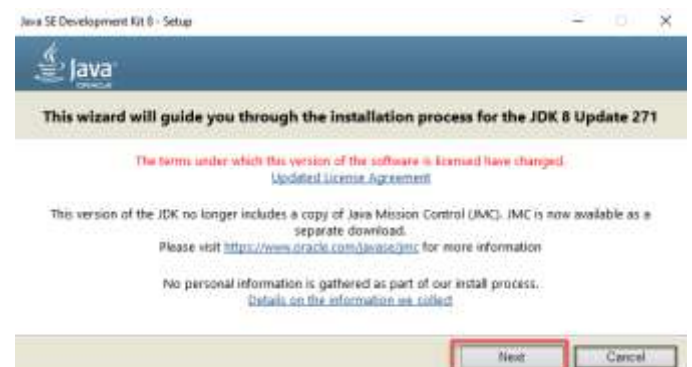 Java SE Development Kit 8 - Setup
Java
ORACLE
This wizard will guide you through the installation process for the JDK 8 Update 271
The terms under which this version of the software is licensed have changed.
Updated License Agreement
This version of the JDK no longer includes a copy of Java Mission Control (JMC). JMC is now available as a
separate download.
Please visit https://www.oracle.com/javase/jmc for more information
No personal information is gathered as part of our install process.
Details on the information we collect
Next
Cancel